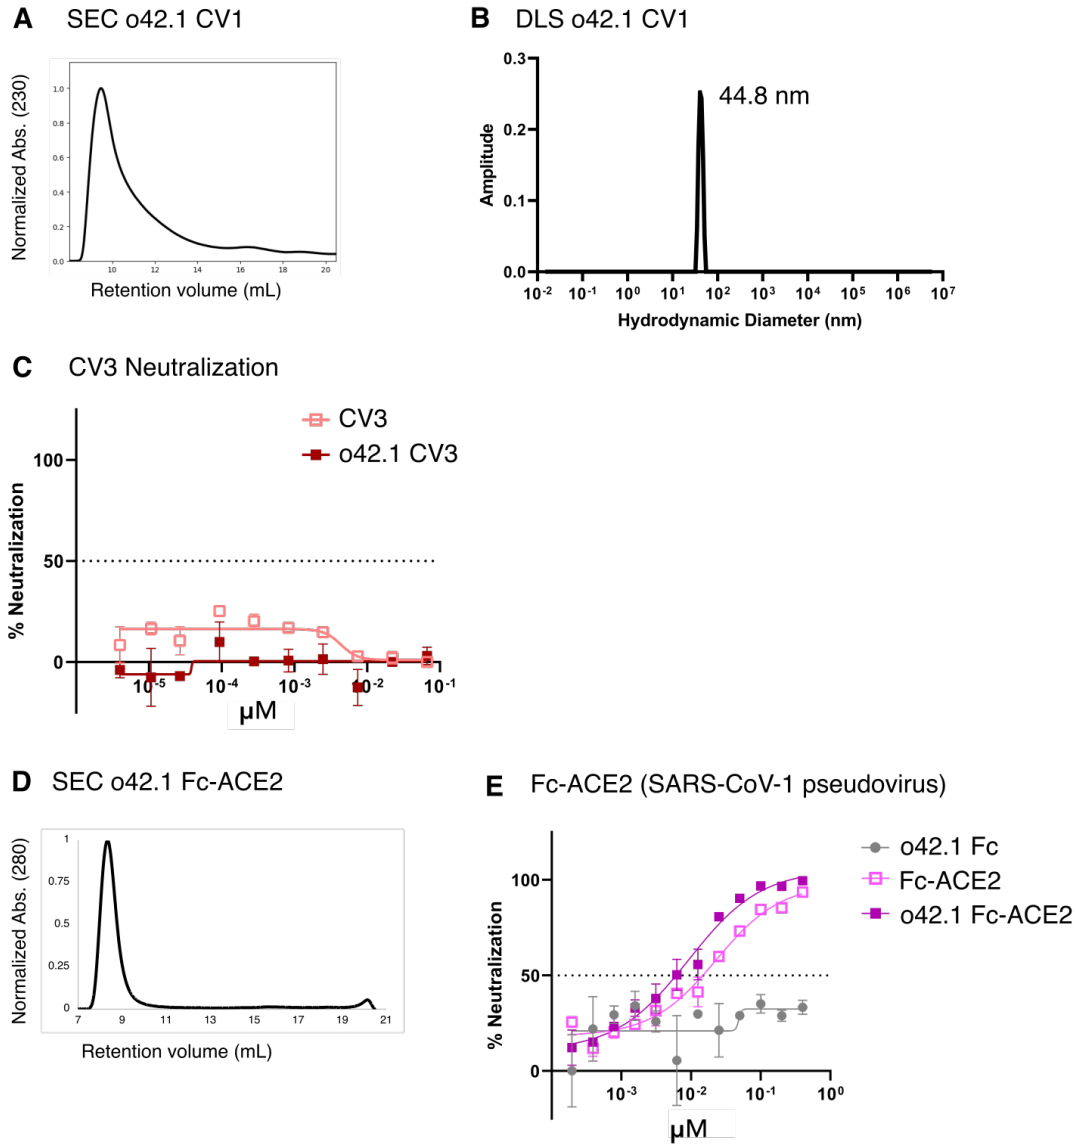 A SEC o42.1 CV1
Normalized Abs. (230)
1.0
0.8
0.6
0.4
0.2
0.0
10 12 14 16 18 20
Retention volume (mL)
B DLS o42.1 CV1
Amplitude
0.3
0.2
0.1
0.0
44.8 nm
10-2 10-1 100 101 102 103 104 105 106 107
Hydrodynamic Diameter (nm)
C CV3 Neutralization
CV3
o42.1 CV3
% Neutralization
100
50
0
10-5 10-4 10-3 10-2 10-1
µM
D SEC o42.1 Fc-ACE2
Normalized Abs. (280)
1
0.75
0.5
0.25
0
7 9 11 13 15 17 19 21
Retention volume (mL)
E Fc-ACE2 (SARS-CoV-1 pseudovirus)
o42.1 Fc
Fc-ACE2
o42.1 Fc-ACE2
% Neutralization
100
50
0
10-3 10-2 10-1 100
µM